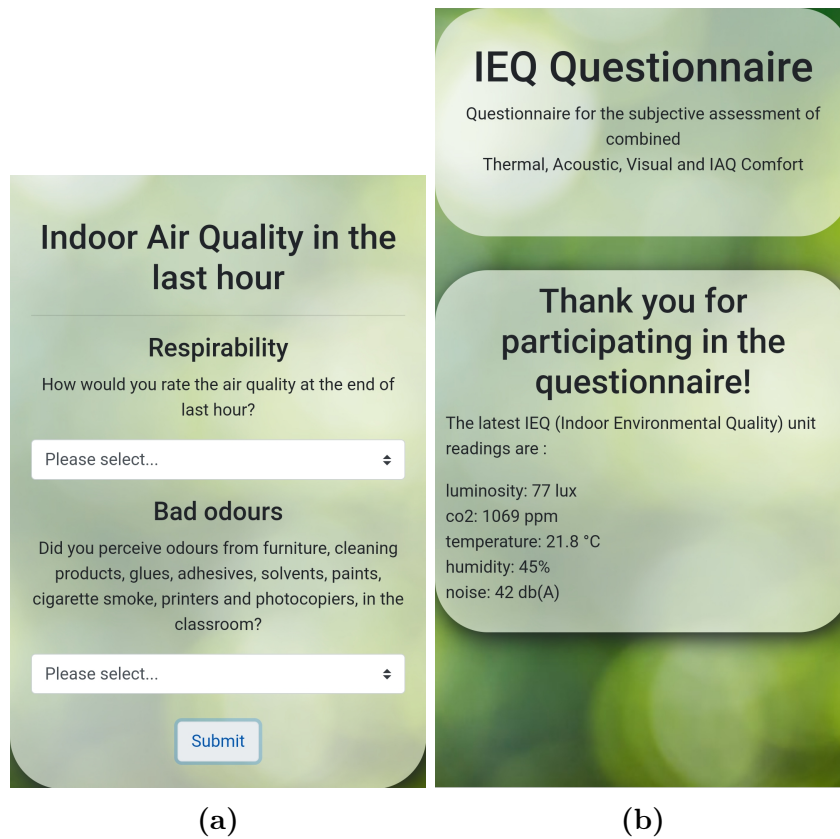 Indoor Air Quality in the
last hour
Respirability
How would you rate the air quality at the end of
last hour?
Please select...
Bad odours
Did you perceive odours from furniture, cleaning
products, glues, adhesives, solvents, paints,
cigarette smoke, printers and photocopiers, in the
classroom?
Please select...
Submit
(a)
IEQ Questionnaire
Questionnaire for the subjective assessment of
combined
Thermal, Acoustic, Visual and IAQ Comfort
Thank you for
participating in the
questionnaire!
The latest IEQ (Indoor Environmental Quality) unit
readings are :
luminosity: 77 lux
co2: 1069 ppm
temperature: 21.8 °C
humidity: 45%
noise: 42 db(A)
(b)